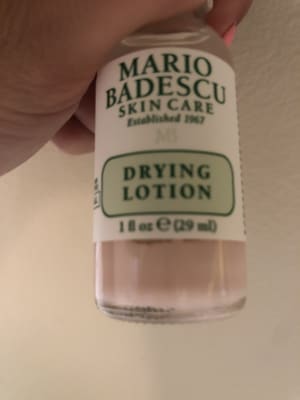 MARIO
BADESCU
SKIN CARE
Established 1967
DRYING
LOTION
1 fl oz ℮ (29 ml)